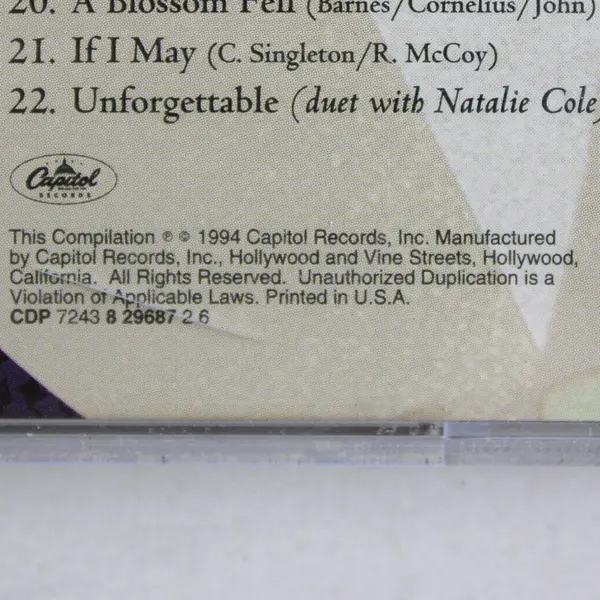 20. A Blossom Fell (Barnes/Cornelius/John)
21. If I May (C. Singleton/R. McCoy)
22. Unforgettable (duet with Natalie Cole)
Capitol
RECORDS
This Compilation ℗ © 1994 Capitol Records, Inc. Manufactured
by Capitol Records, Inc., Hollywood and Vine Streets, Hollywood,
California. All Rights Reserved. Unauthorized Duplication is a
Violation of Applicable Laws. Printed in U.S.A.
CDP 7243 8 29687 2 6